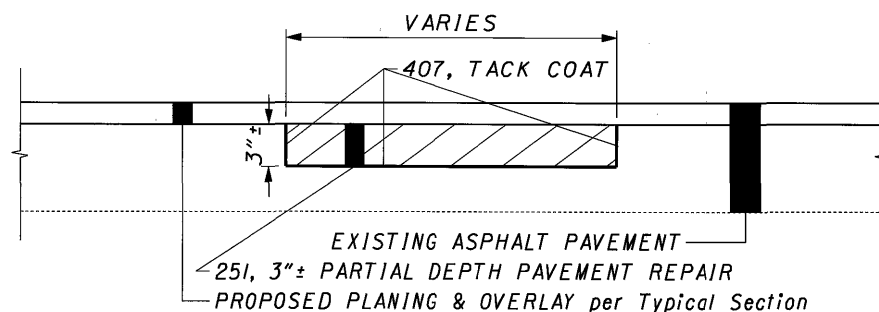 VARIES
407, TACK COAT
3"±
EXISTING ASPHALT PAVEMENT
251, 3"± PARTIAL DEPTH PAVEMENT REPAIR
PROPOSED PLANING & OVERLAY per Typical Section